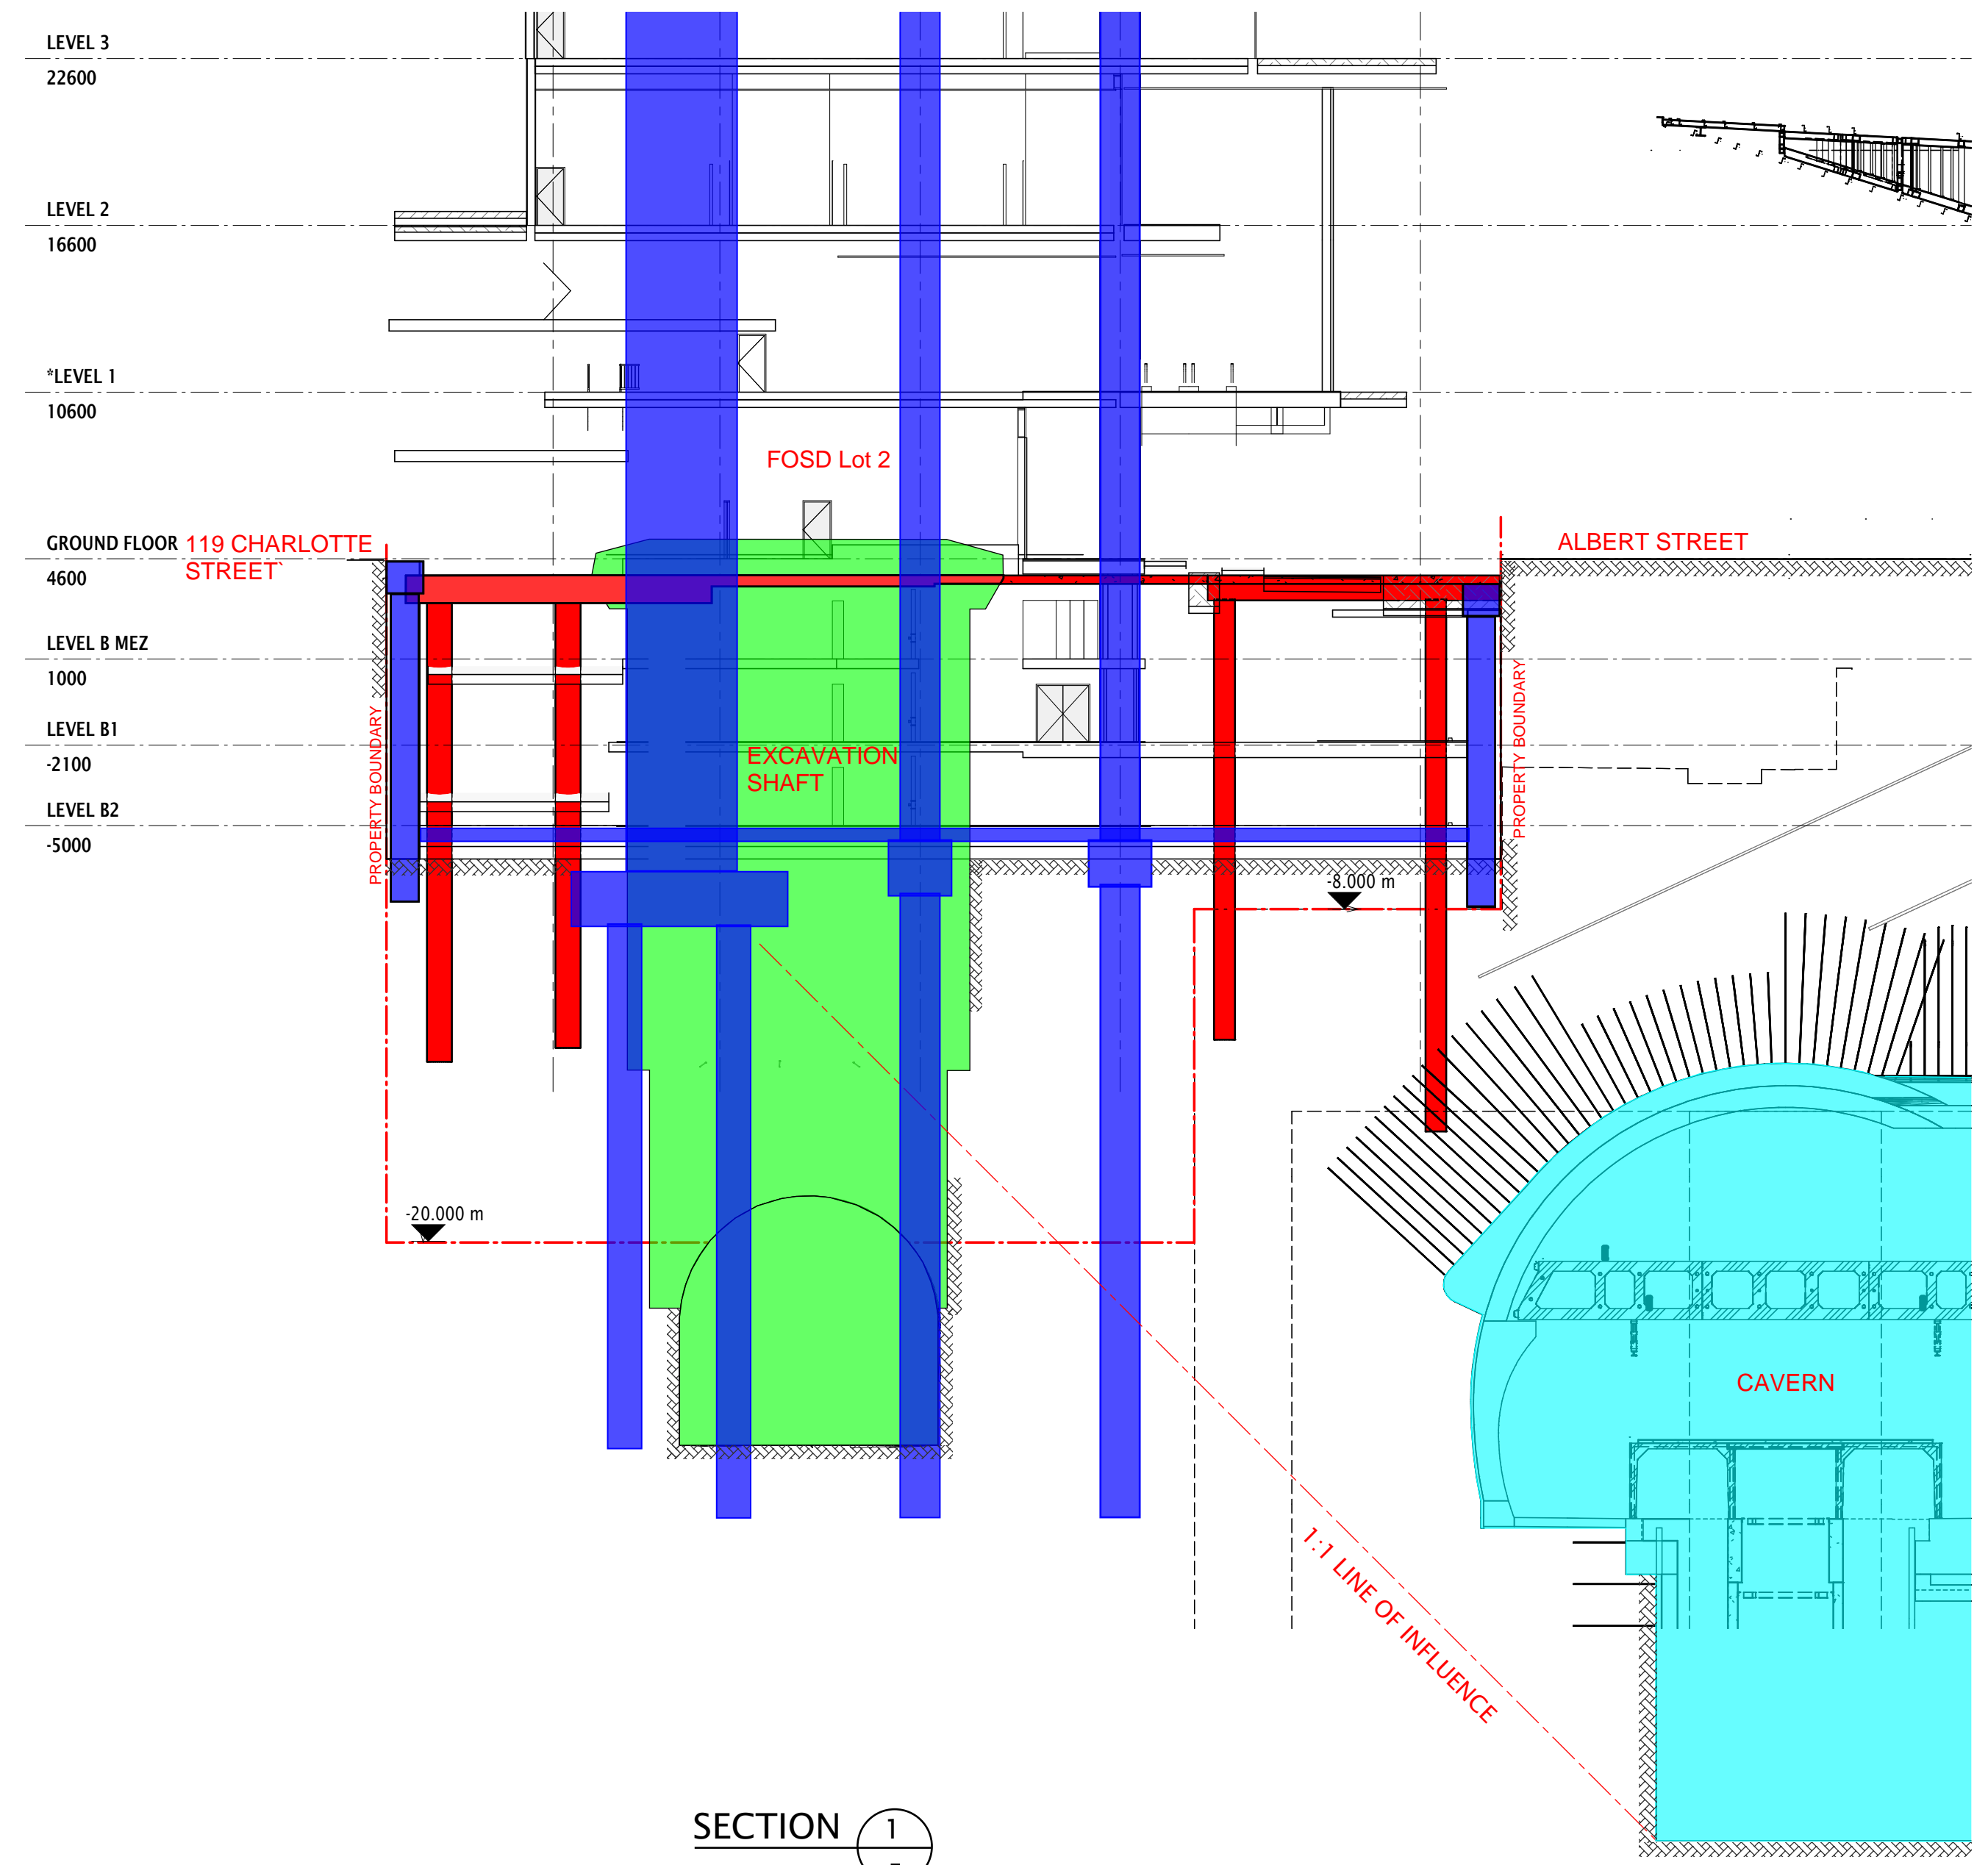 LEVEL 3
22600
LEVEL 2
16600
*LEVEL 1
10600
FOSD Lot 2
GROUND FLOOR
4600
119 CHARLOTTE
STREET`
ALBERT STREET
LEVEL B MEZ
1000
LEVEL B1
-2100
LEVEL B2
-5000
PROPERTY BOUNDARY
EXCAVATION
SHAFT
PROPERTY BOUNDARY
-8.000 m
-20.000 m
CAVERN
1:1 LINE OF INFLUENCE
SECTION
1